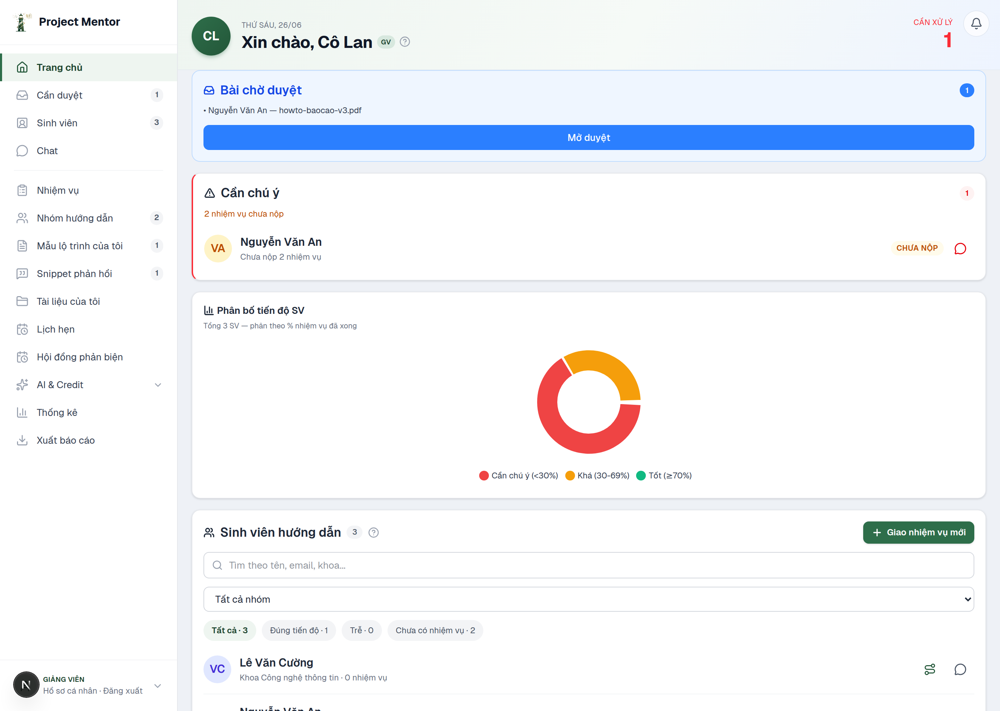 Project Mentor
Trang chủ
Cần duyệt 1
Sinh viên 3
Chat
Nhiệm vụ
Nhóm hướng dẫn 2
Mẫu lộ trình của tôi 1
Snippet phản hồi 1
Tài liệu của tôi
Lịch hẹn
Hội đồng phản biện
AI & Credit
Thống kê
Xuất báo cáo
N
GIẢNG VIÊN
Hồ sơ cá nhân · Đăng xuất
CL
THỨ SÁU, 26/06
Xin chào, Cô Lan GV
CẦN XỬ LÝ
1
Bài chờ duyệt 1
• Nguyễn Văn An — howto-baocao-v3.pdf
Mở duyệt
Cần chú ý 1
2 nhiệm vụ chưa nộp
VA
Nguyễn Văn An
Chưa nộp 2 nhiệm vụ
CHƯA NỘP
Phân bố tiến độ SV
Tổng 3 SV — phân theo % nhiệm vụ đã xong
Cần chú ý (<30%) Khá (30-69%) Tốt (≥70%)
Sinh viên hướng dẫn 3
Giao nhiệm vụ mới
Tìm theo tên, email, khoa...
Tất cả nhóm
Tất cả · 3 Đúng tiến độ · 1 Trễ · 0 Chưa có nhiệm vụ · 2
VC
Lê Văn Cường
Khoa Công nghệ thông tin · 0 nhiệm vụ
Nguyễn Văn An